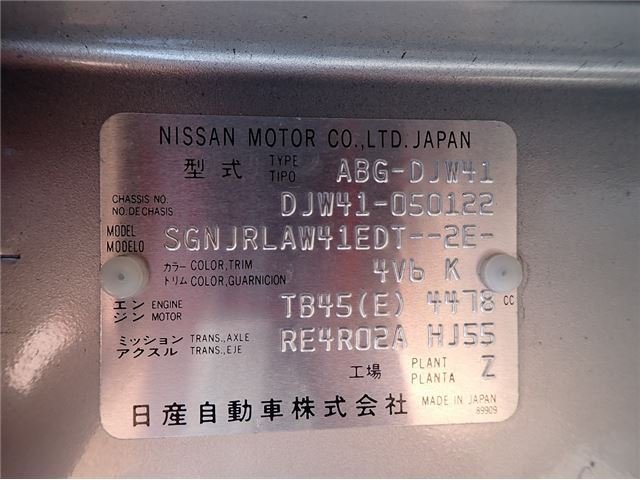 NISSAN MOTOR CO.,LTD. JAPAN
型式 TYPE TIPO ABG-DJW41
CHASSIS NO. NO.DE CHASIS DJW41-050122
MODEL MODELO SGNJRLAW41EDT--2E-
カラー COLOR,TRIM
トリム COLOR,GUARNICION 4V6 K
エンジン ENGINE MOTOR TB45(E) 4478 CC
ミッション TRANS.,AXLE
アクスル TRANS.,EJE RE4R02A HJ55
工場 PLANT PLANTA Z
日産自動車株式会社 MADE IN JAPAN
89909